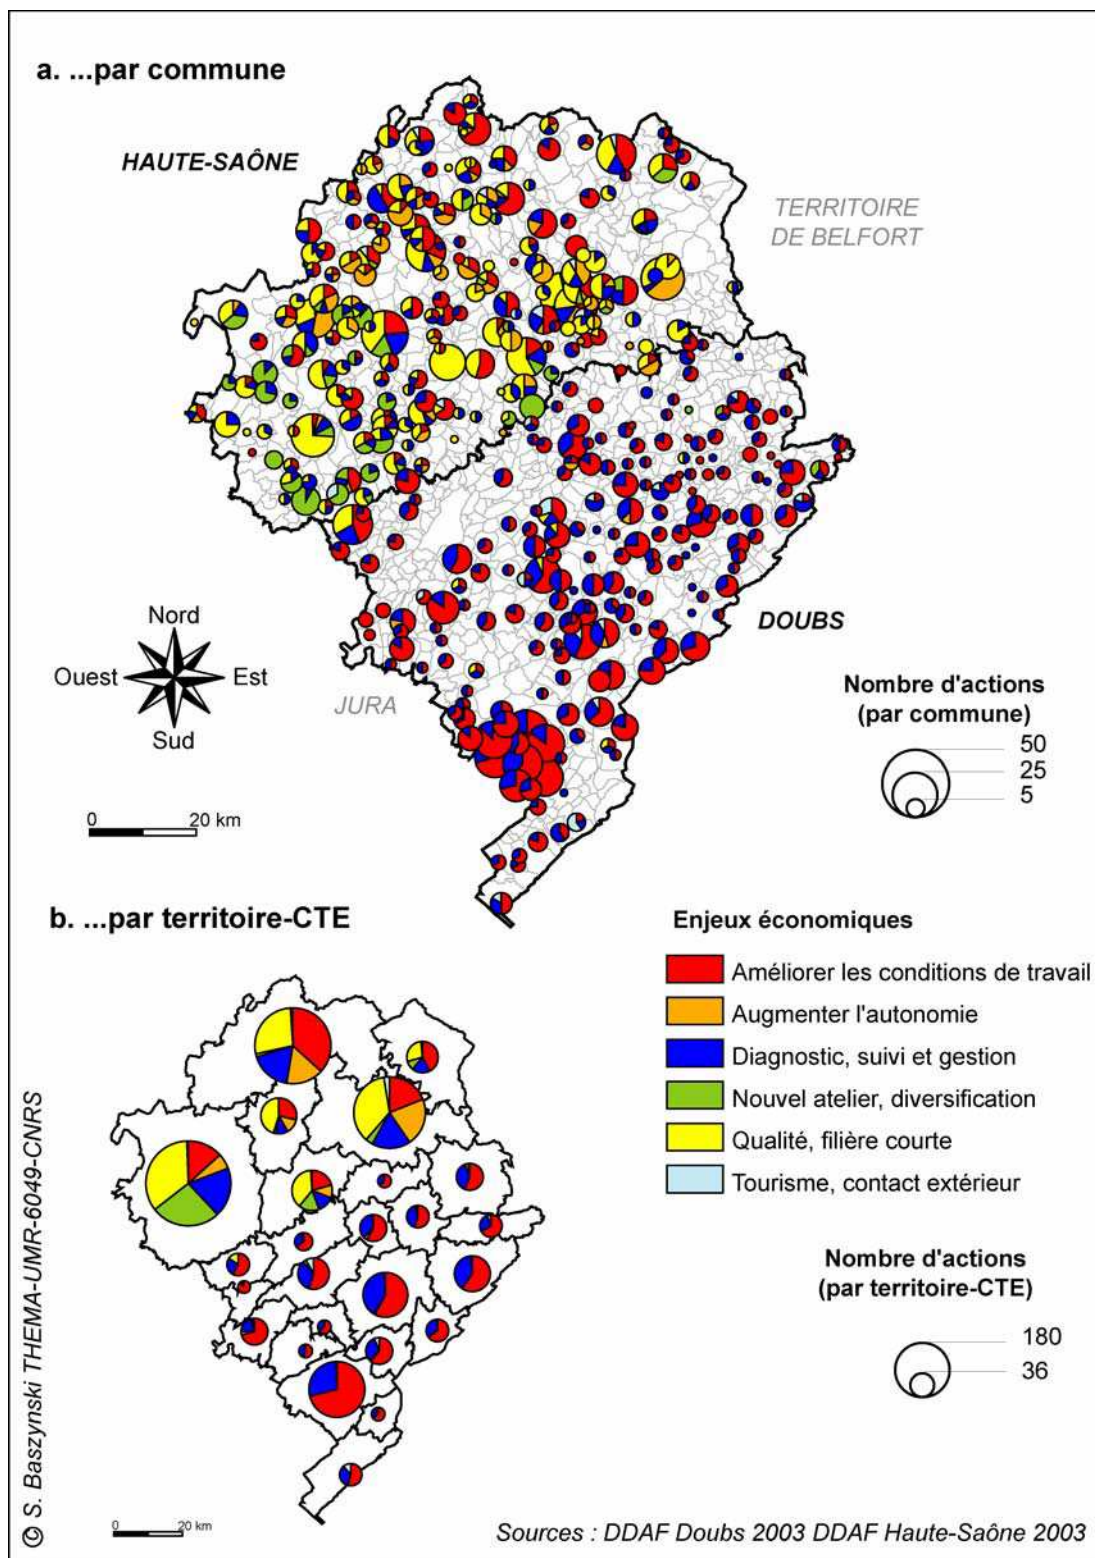 a. ...par commune
HAUTE-SAÔNE
TERRITOIRE
DE BELFORT
Nord
Ouest
Est
Sud
DOUBS
JURA
Nombre d'actions
(par commune)
50
25
5
0
20 km
b. ...par territoire-CTE
Enjeux économiques
Améliorer les conditions de travail
Augmenter l'autonomie
Diagnostic, suivi et gestion
Nouvel atelier, diversification
Qualité, filière courte
Tourisme, contact extérieur
Nombre d'actions
(par territoire-CTE)
180
36
© S. Baszynski THEMA-UMR-6049-CNRS
0
20 km
Sources : DDAF Doubs 2003 DDAF Haute-Saône 2003